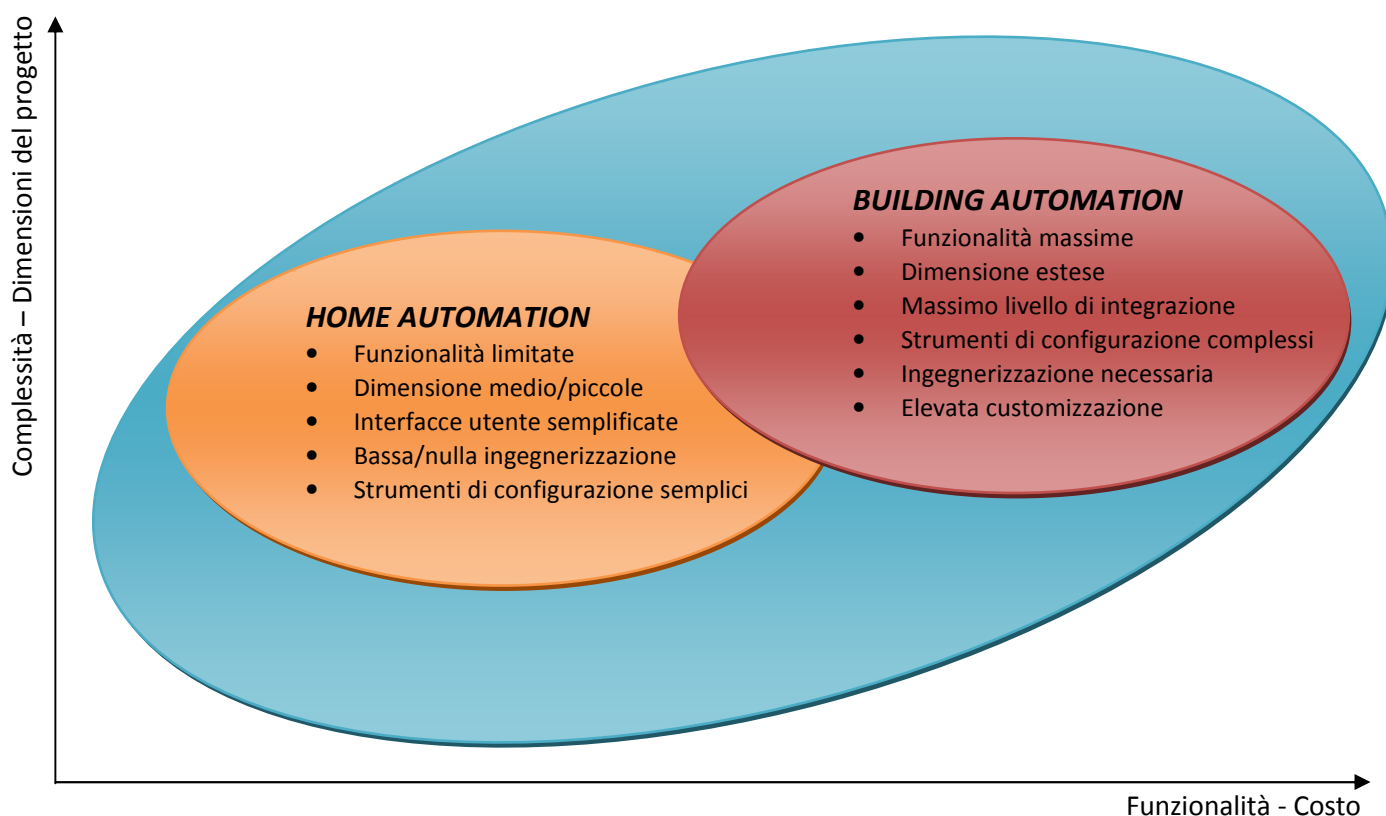 Complessità – Dimensioni del progetto
BUILDING AUTOMATION
• Funzionalità massime
• Dimensione estese
• Massimo livello di integrazione
• Strumenti di configurazione complessi
• Ingegnerizzazione necessaria
• Elevata customizzazione
HOME AUTOMATION
• Funzionalità limitate
• Dimensione medio/piccole
• Interfacce utente semplificate
• Bassa/nulla ingegnerizzazione
• Strumenti di configurazione semplici
Funzionalità - Costo